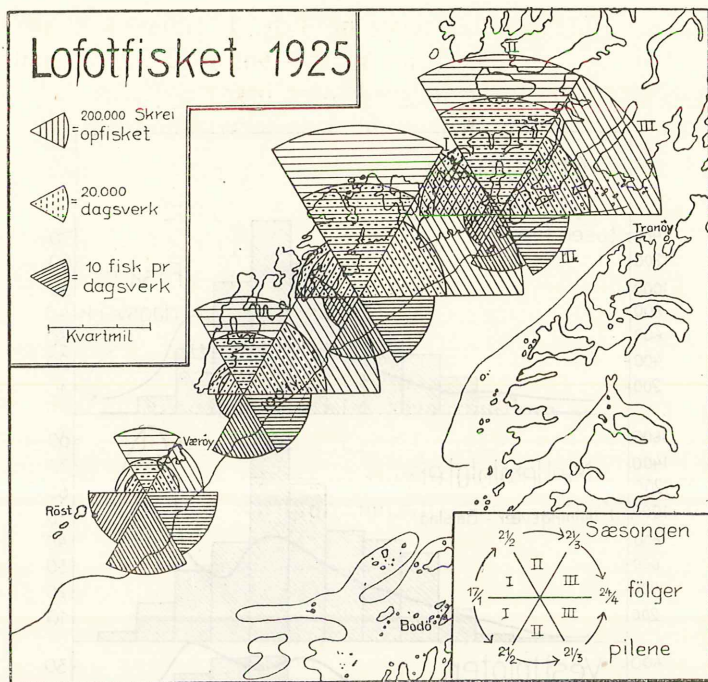 Lofotfisket 1925
= 200.000 Skrei
opfisket
= 20.000
dagsverk
= 10 fisk pr
dagsverk
Kvartmil
II
I
III
Tranöy
III
Væröy
Röst
Bodö
Sæsongen
fölger
pilene
21/2
21/3
17/1
24/4
21/2
21/3
I
II
III
I
II
III